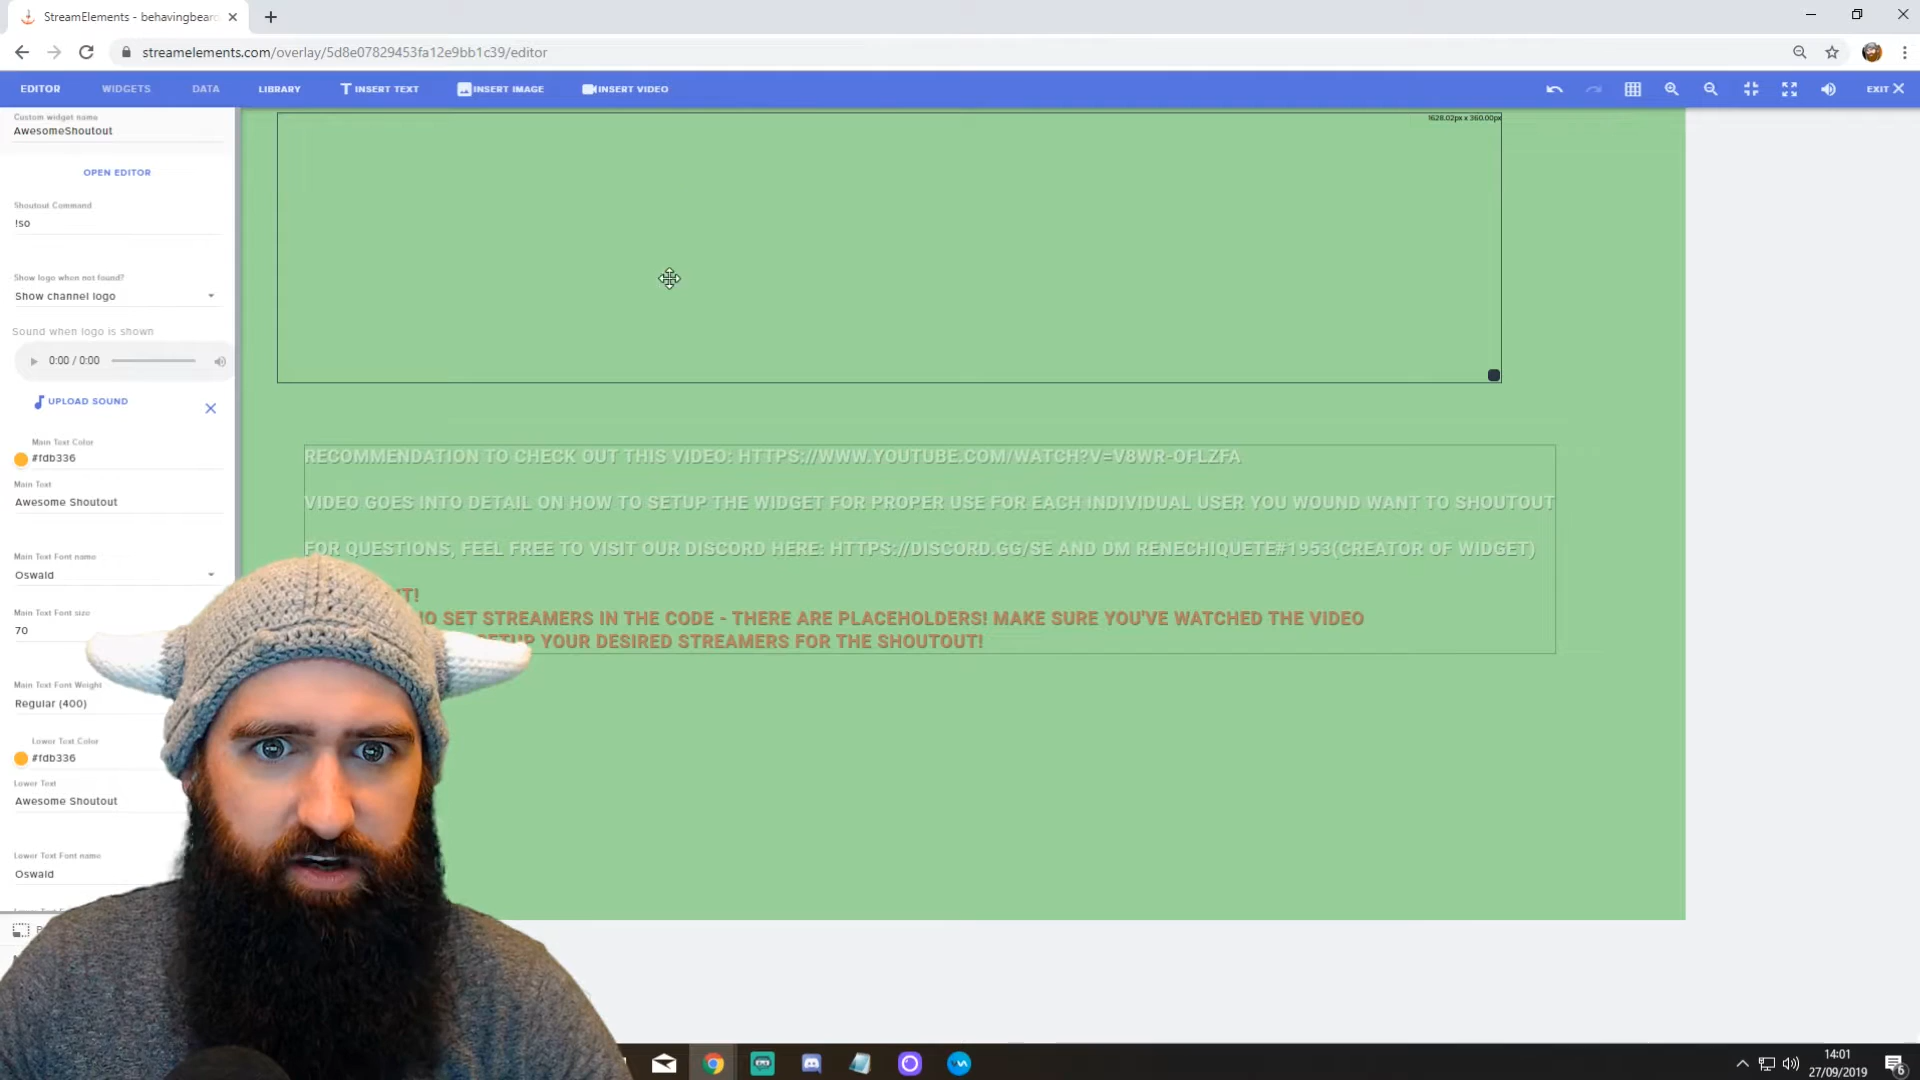 StreamElements - behavingbeard
streamelements.com/overlay/5d8e07829453fa12e9bb1c39/editor
EDITOR WIDGETS DATA LIBRARY INSERT TEXT INSERT IMAGE INSERT VIDEO EXIT
Custom widget name
AwesomeShoutout
OPEN EDITOR
Shoutout Command
!so
Show logo when not found?
Show channel logo
Sound when logo is shown
0:00 / 0:00
UPLOAD SOUND
Main Text Color
#fdb336
Main Text
Awesome Shoutout
Main Text Font name
Oswald
Main Text Font size
70
Main Text Font Weight
Regular (400)
Lower Text Color
#fdb336
Lower Text
Awesome Shoutout
Lower Text Font name
Oswald
1628.02px x 360.00px
RECOMMENDATION TO CHECK OUT THIS VIDEO: HTTPS://WWW.YOUTUBE.COM/WATCH?V=V8WR-OFLZFA
VIDEO GOES INTO DETAIL ON HOW TO SETUP THE WIDGET FOR PROPER USE FOR EACH INDIVIDUAL USER YOU WOUND WANT TO SHOUTOUT
FOR QUESTIONS, FEEL FREE TO VISIT OUR DISCORD HERE: HTTPS://DISCORD.GG/SE AND DM RENECHIQUETE#1953(CREATOR OF WIDGET)
SET STREAMERS IN THE CODE - THERE ARE PLACEHOLDERS! MAKE SURE YOU'VE WATCHED THE VIDEO
YOUR DESIRED STREAMERS FOR THE SHOUTOUT!
14:01
27/09/2019
6